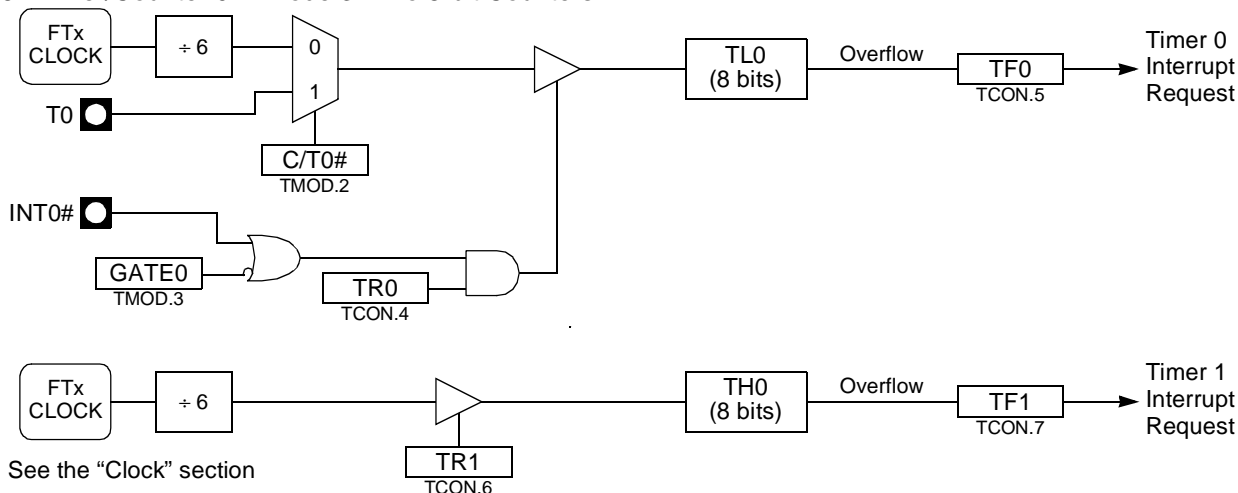 FTx
CLOCK
÷ 6
0
1
T0
C/T0#
TMOD.2
TL0
(8 bits)
Overflow
TF0
TCON.5
Timer 0
Interrupt
Request
INT0#
GATE0
TMOD.3
TR0
TCON.4
FTx
CLOCK
÷ 6
TR1
TCON.6
TH0
(8 bits)
Overflow
TF1
TCON.7
Timer 1
Interrupt
Request
See the “Clock” section